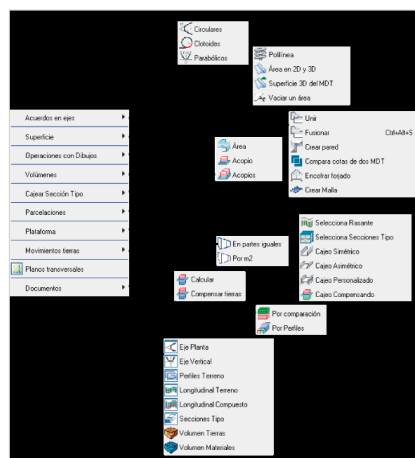 Circulares
Clotoides
Parabólicos
Polilínea
Área en 2D y 3D
Superficie 3D del MDT
Vaciar un área
Acuerdos en ejes
Superficie
Operaciones con Dibujos
Volúmenes
Cajear Sección Tipo
Parcelaciones
Plataforma
Movimientos tierras
Planos transversales
Documentos
Unir
Fusionar Ctrl+Alt+S
Crear pared
Compara cotas de dos MDT
Encofrar forjado
Crear Malla
Área
Acopio
Acopios
Selecciona Rasante
Selecciona Secciones Tipo
Cajeo Simétrico
Cajeo Asimétrico
Cajeo Personalizado
Cajeo Compensando
En partes iguales
Por m2
Calcular
Compensar tierras
Por comparación
Por Perfiles
Eje Planta
Eje Vertical
Perfiles Terreno
Longitudinal Terreno
Longitudinal Compuesto
Secciones Tipo
Volumen Tierras
Volumen Materiales